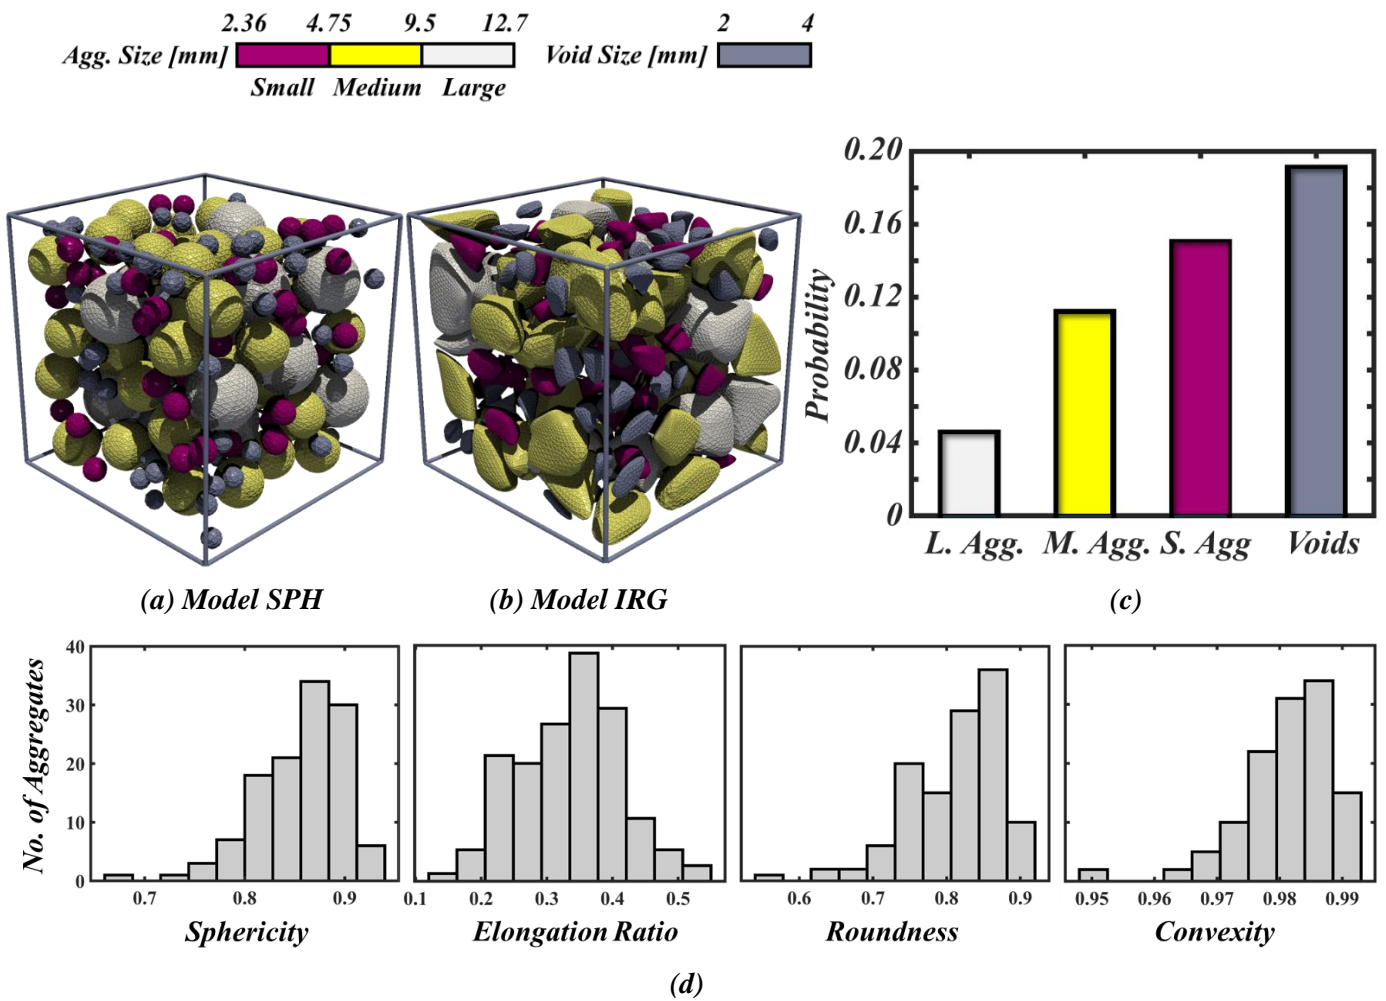 2.36 4.75 9.5 12.7 2 4
Agg. Size [mm] Void Size [mm]
Small Medium Large
0.20
0.16
0.12
0.08
0.04
0
Probability
L. Agg. M. Agg. S. Agg Voids
(a) Model SPH (b) Model IRG (c)
40
30
20
10
0
No. of Aggregates
0.7 0.8 0.9 0.1 0.2 0.3 0.4 0.5 0.6 0.7 0.8 0.9 0.95 0.96 0.97 0.98 0.99
Sphericity Elongation Ratio Roundness Convexity
(d)